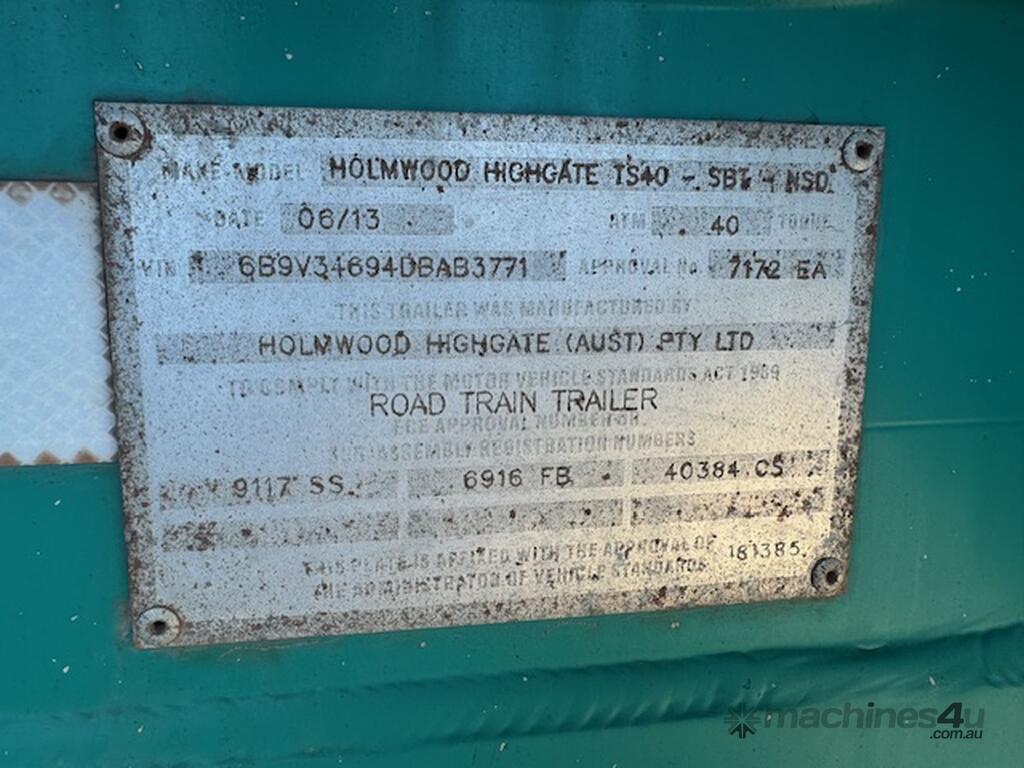 MAKE-MODEL HOLMWOOD HIGHGATE TS40 - SBT - NSD
DATE 06/13 ATM 40 TONNE
VIN 6B9V34694DBAB3771 APPROVAL No. 7172 EA
THIS TRAILER WAS MANUFACTURED BY
HOLMWOOD HIGHGATE (AUST) PTY LTD
TO COMPLY WITH THE MOTOR VEHICLE STANDARDS ACT 1989
ROAD TRAIN TRAILER
ECE APPROVAL NUMBER OR
SUB-ASSEMBLY REGISTRATION NUMBERS
9117 SS 6916 FB 40384 CS
THIS PLATE IS AFFIXED WITH THE APPROVAL OF 181385
THE ADMINISTRATOR OF VEHICLE STANDARDS
machines4u
.com.au